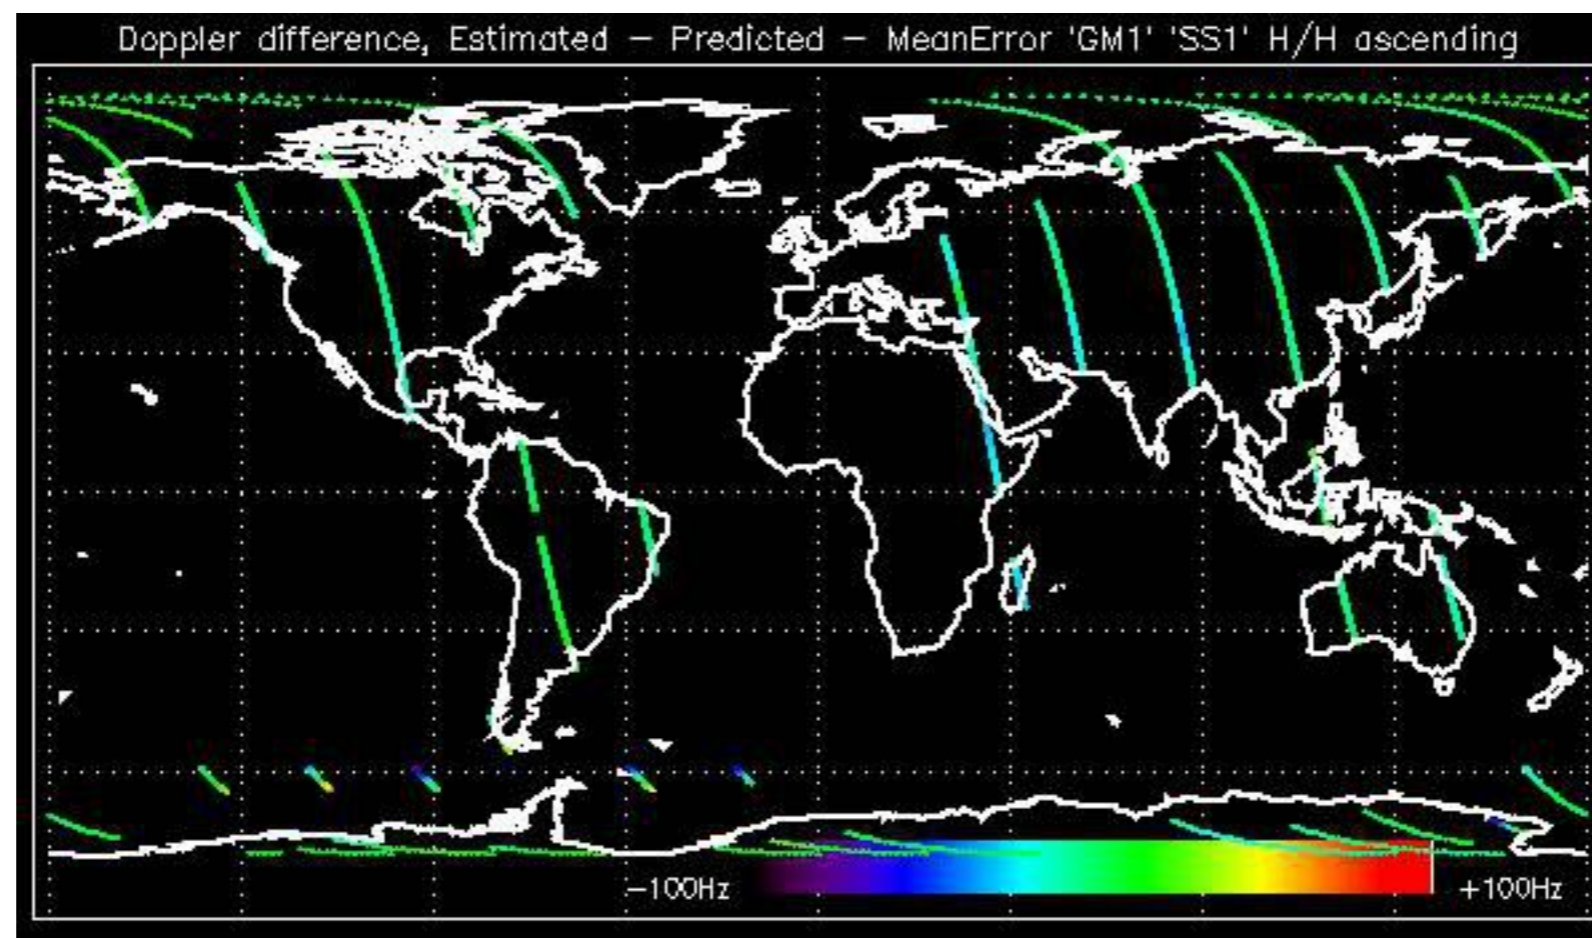 Doppler difference, Estimated – Predicted – MeanError 'GM1' 'SS1' H/H ascending
–100Hz
+100Hz